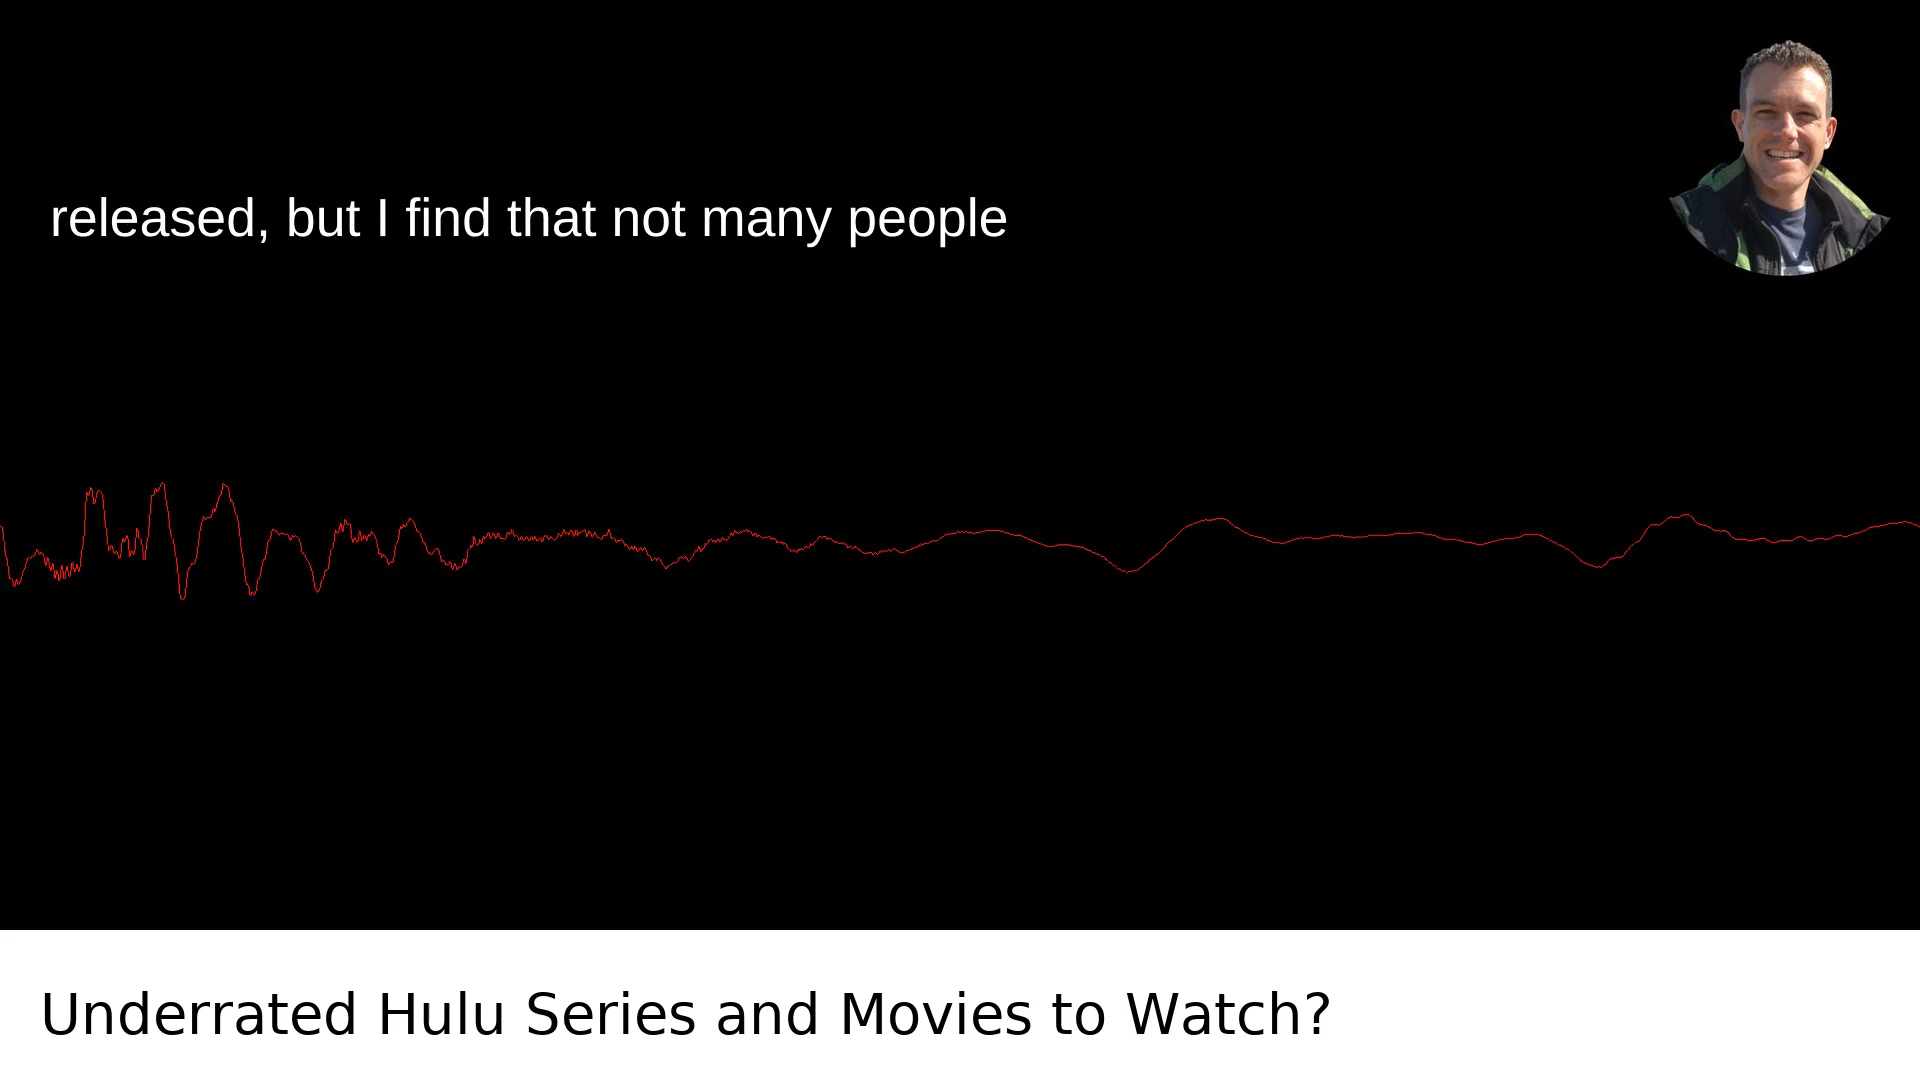 released, but I find that not many people
Underrated Hulu Series and Movies to Watch?